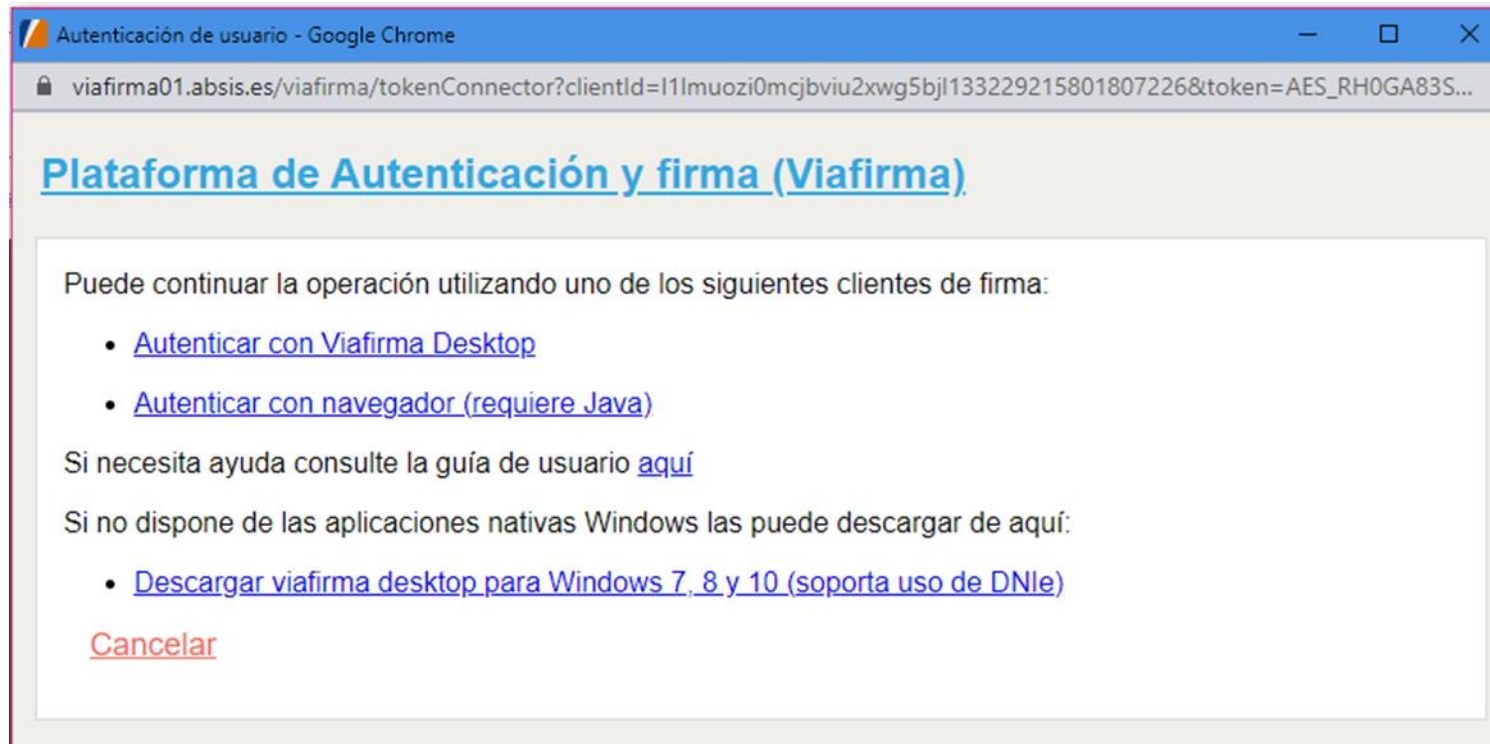 Autenticación de usuario - Google Chrome
viafirma01.absis.es/viafirma/tokenConnector?clientId=l1lmuozi0mcjbviu2xwg5bjl133229215801807226&token=AES_RH0GA83S...
Plataforma de Autenticación y firma (Viafirma)
Puede continuar la operación utilizando uno de los siguientes clientes de firma:
• Autenticar con Viafirma Desktop
• Autenticar con navegador (requiere Java)
Si necesita ayuda consulte la guía de usuario aquí
Si no dispone de las aplicaciones nativas Windows las puede descargar de aquí:
• Descargar viafirma desktop para Windows 7, 8 y 10 (soporta uso de DNIe)
Cancelar